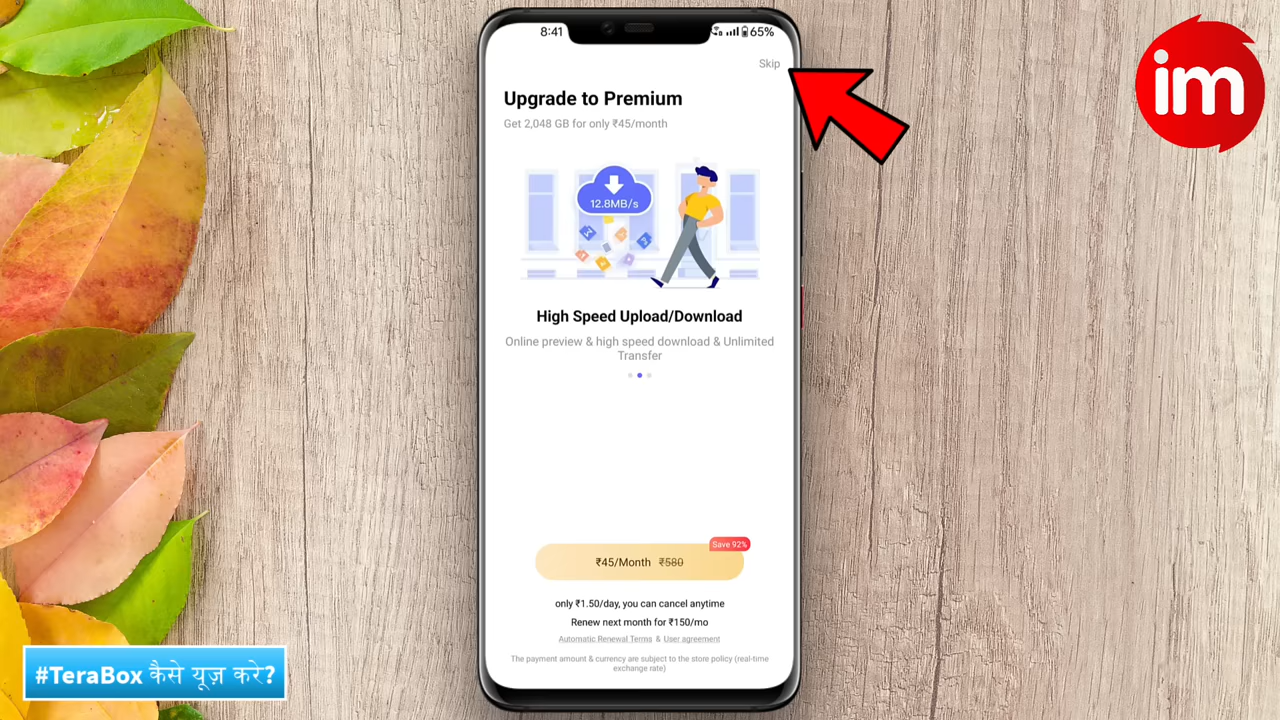 8:41
65%
Skip
Upgrade to Premium
Get 2,048 GB for only ₹45/month
12.8MB/s
High Speed Upload/Download
Online preview & high speed download & Unlimited
Transfer
Save 92%
₹45/Month ₹580
only ₹1.50/day, you can cancel anytime
Renew next month for ₹150/mo
Automatic Renewal Terms & User agreement
The payment amount & currency are subject to the store policy (real-time
exchange rate)
im
#TeraBox कैसे यूज़ करे?